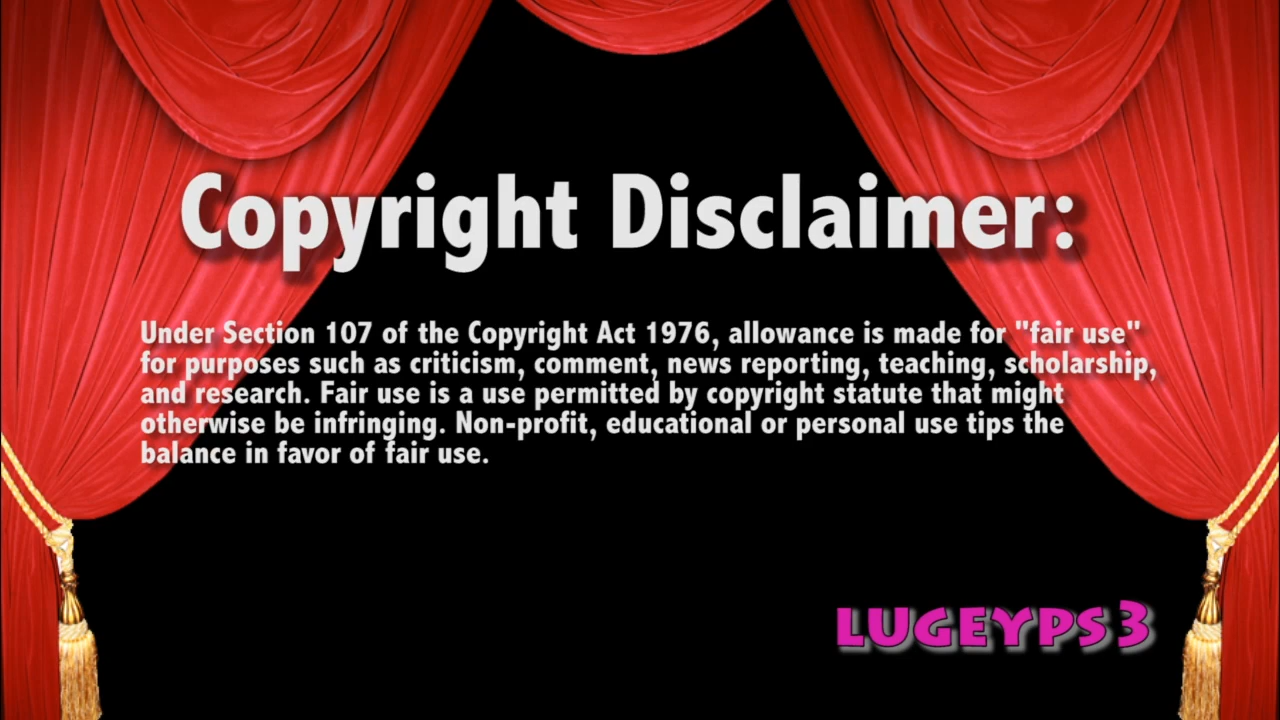 Copyright Disclaimer:
Under Section 107 of the Copyright Act 1976, allowance is made for "fair use"
for purposes such as criticism, comment, news reporting, teaching, scholarship,
and research. Fair use is a use permitted by copyright statute that might
otherwise be infringing. Non-profit, educational or personal use tips the
balance in favor of fair use.
LUGEYPS3